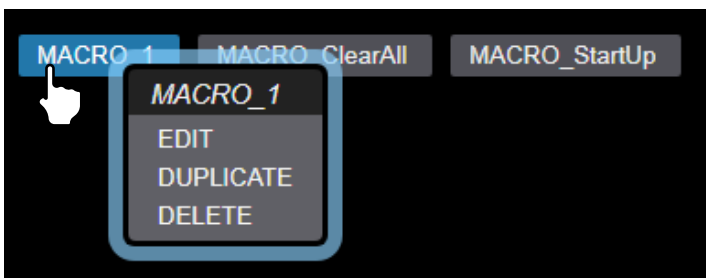 MACRO_1 MACRO_ClearAll MACRO_StartUp
MACRO_1
EDIT
DUPLICATE
DELETE